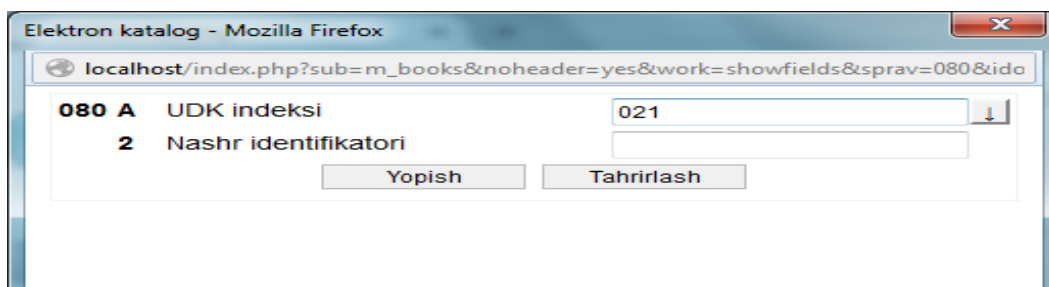 Elektron katalog - Mozilla Firefox
localhost/index.php?sub=m_books&noheader=yes&work=showfields&sprav=080&ido
080 A UDK indeksi 021 ↓
2 Nashr identifikatori
Yopish Tahrirlash